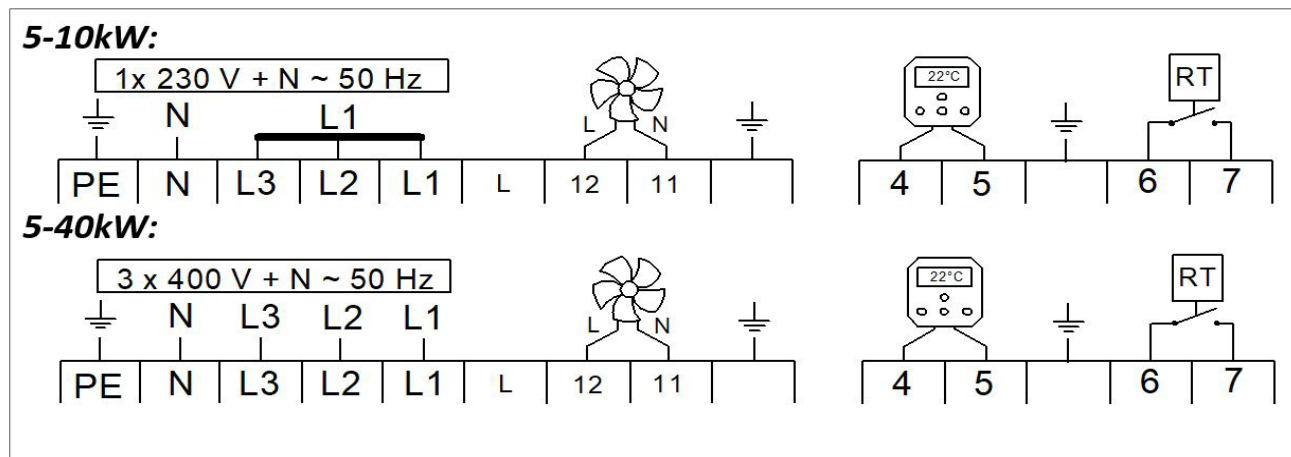 5-10kW:
1x 230 V + N ~ 50 Hz
22°C
RT
N L1
L N
PE N L3 L2 L1 L 12 11 4 5 6 7
5-40kW:
3 x 400 V + N ~ 50 Hz
22°C
RT
N L3 L2 L1
L N
PE N L3 L2 L1 L 12 11 4 5 6 7